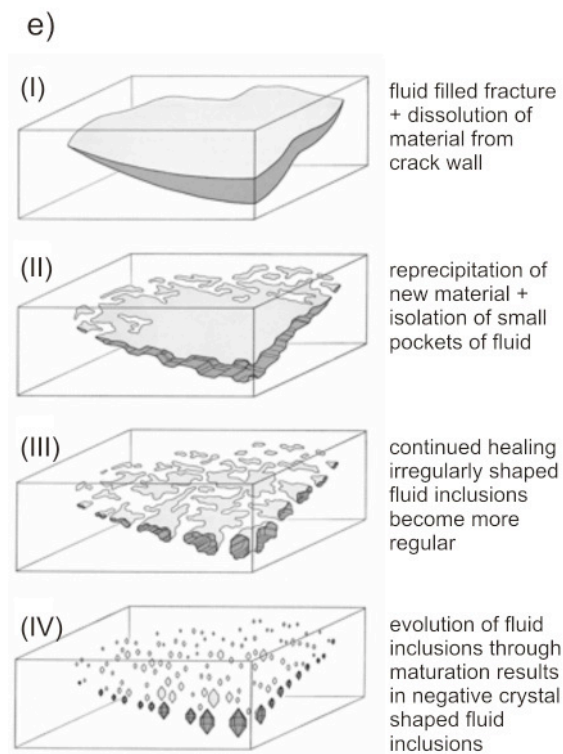 e)
(I)
fluid filled fracture
+ dissolution of
material from
crack wall
(II)
reprecipitation of
new material +
isolation of small
pockets of fluid
(III)
continued healing
irregularly shaped
fluid inclusions
become more
regular
(IV)
evolution of fluid
inclusions through
maturation results
in negative crystal
shaped fluid
inclusions